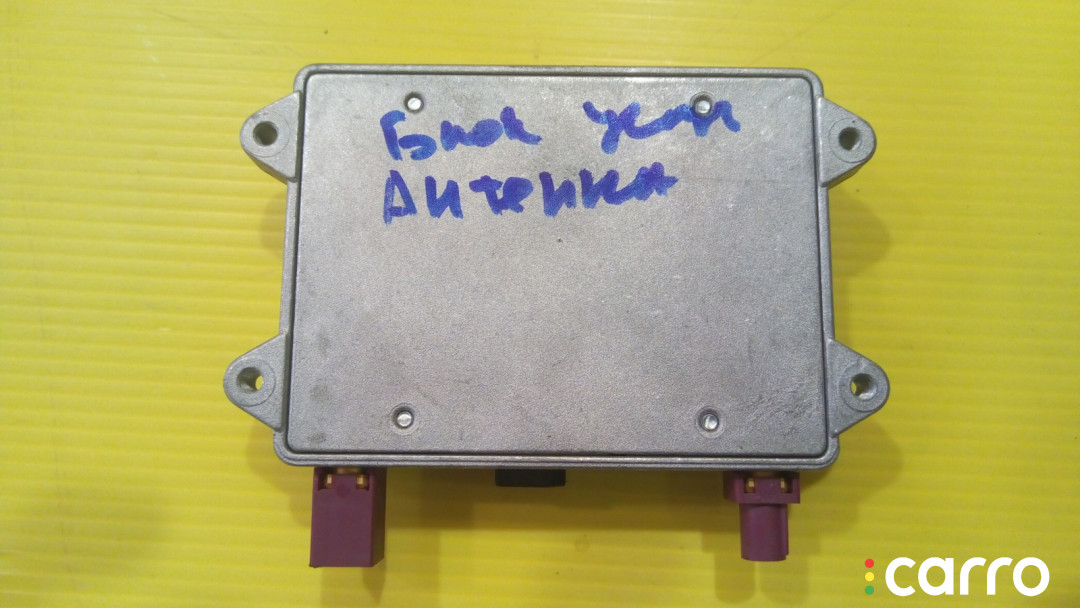 Блок усил
Антенна
carro